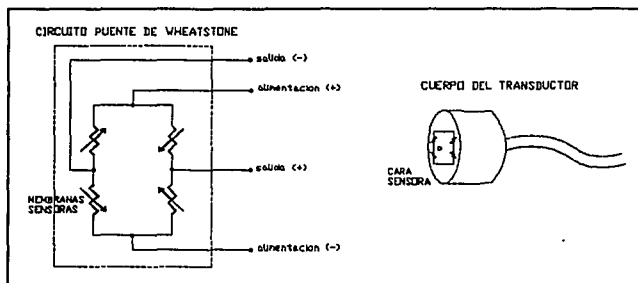 CIRCUITO PUENTE DE WHEATSTONE
salida (-)
alimentacion (+)
salida (+)
MEMBRANAS
SENSORAS
alimentacion (-)
CUERPO DEL TRANSDUCTOR
CARA
SENSORA